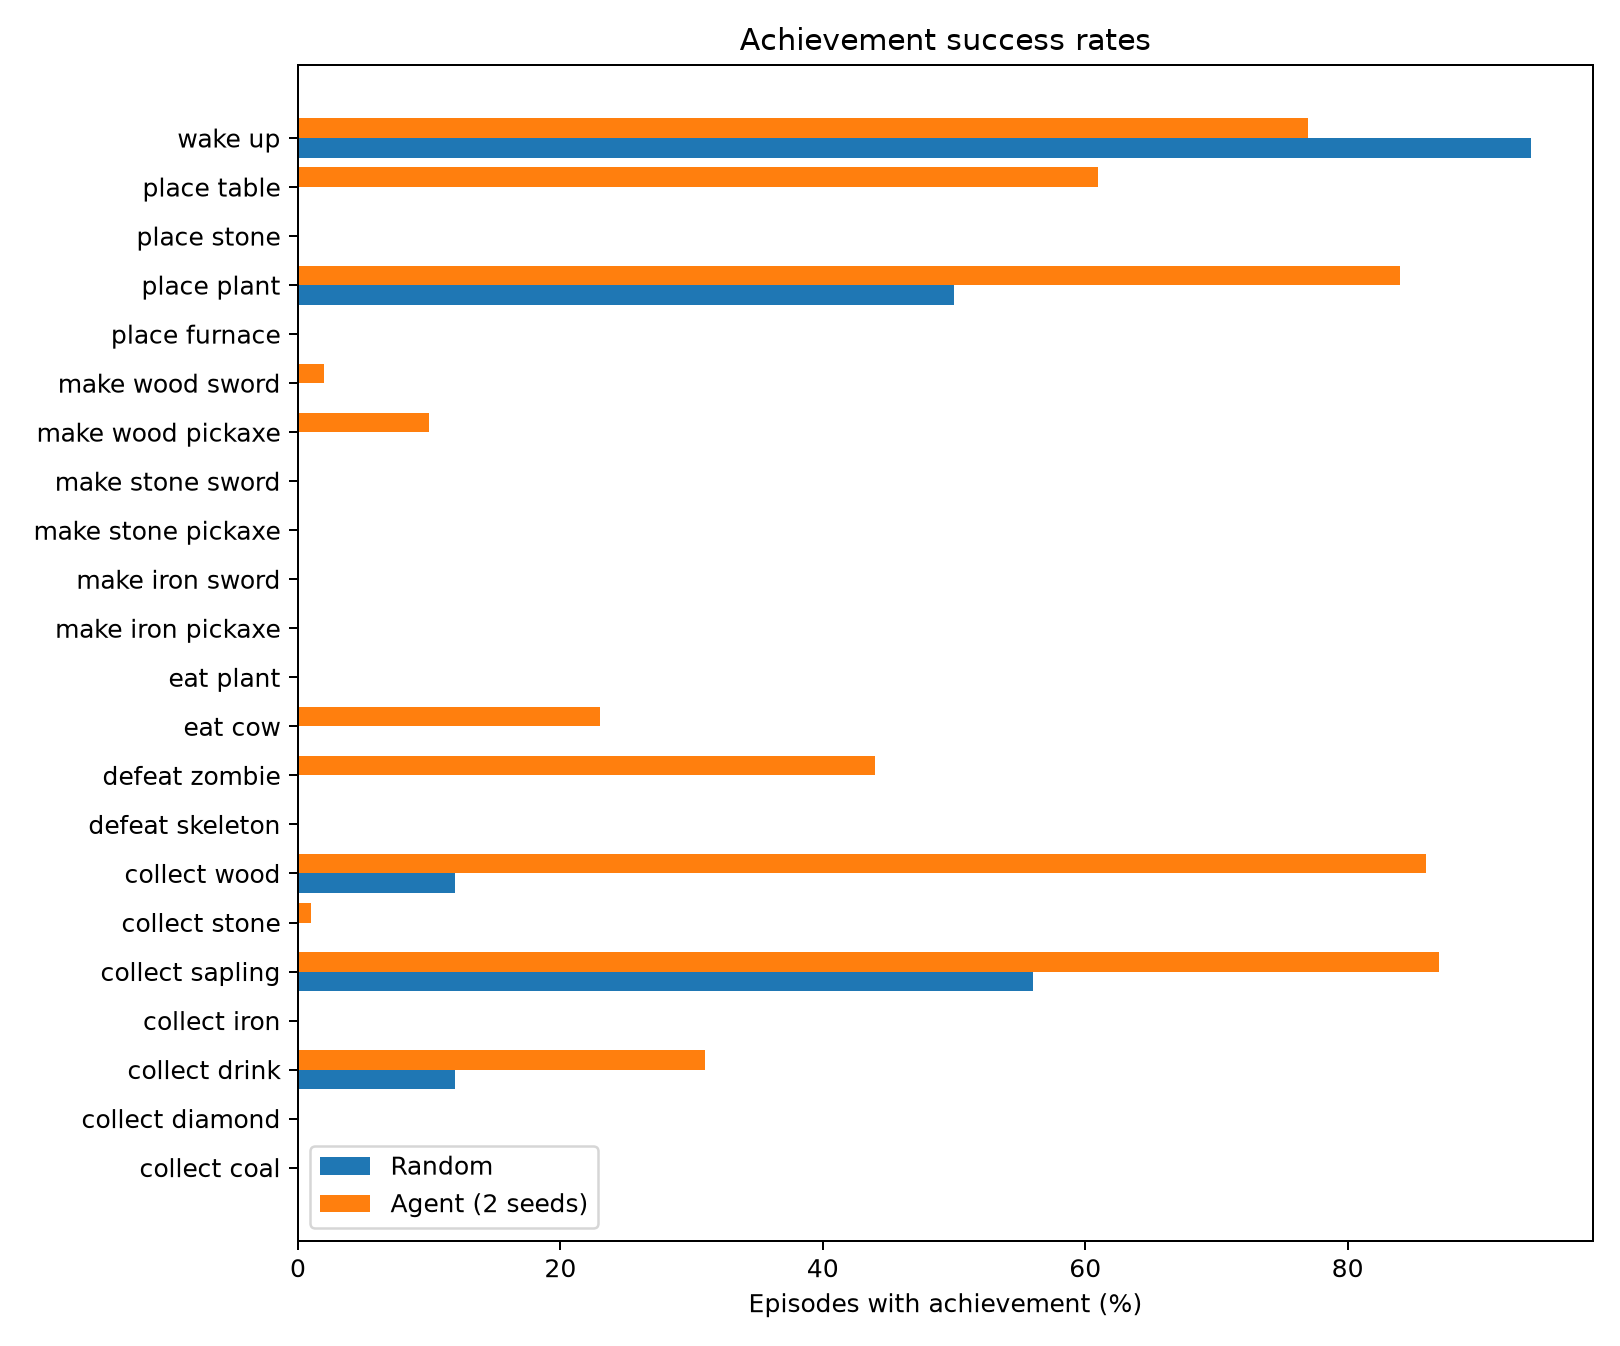 Achievement success rates
wake up
place table
place stone
place plant
place furnace
make wood sword
make wood pickaxe
make stone sword
make stone pickaxe
make iron sword
make iron pickaxe
eat plant
eat cow
defeat zombie
defeat skeleton
collect wood
collect stone
collect sapling
collect iron
collect drink
collect diamond
collect coal
Random
Agent (2 seeds)
0 20 40 60 80
Episodes with achievement (%)